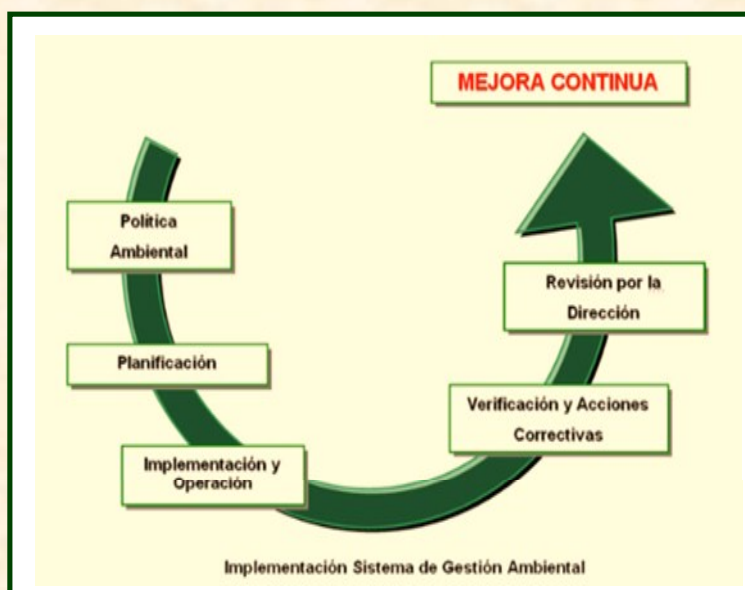 MEJORA CONTINUA
Política
Ambiental
Planificación
Implementación y
Operación
Verificación y Acciones
Correctivas
Revisión por la
Dirección
Implementación Sistema de Gestión Ambiental